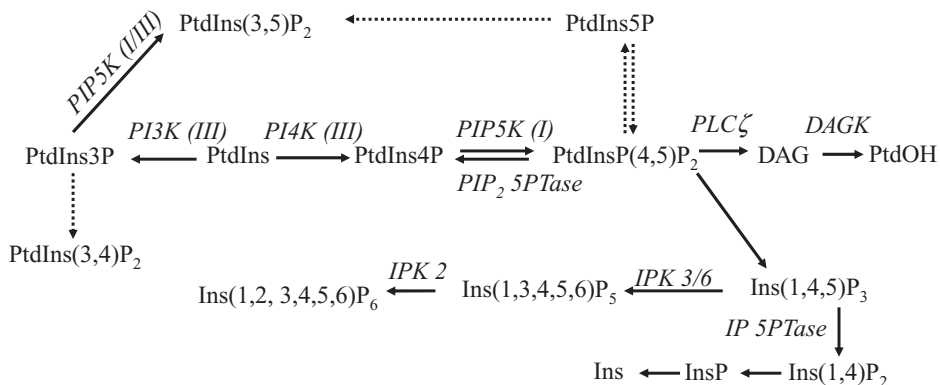 PtdIns(3,5)P₂ PtdIns5P
PIP5K (I/III)
PI3K (III) PI4K (III) PIP5K (I) PLCζ DAGK
PtdIns3P PtdIns PtdIns4P PtdInsP(4,5)P₂ DAG PtdOH
PIP₂ 5PTase
PtdIns(3,4)P₂
IPK 2 IPK 3/6
Ins(1,2, 3,4,5,6)P₆ Ins(1,3,4,5,6)P₅ Ins(1,4,5)P₃
IP 5PTase
Ins InsP Ins(1,4)P₂